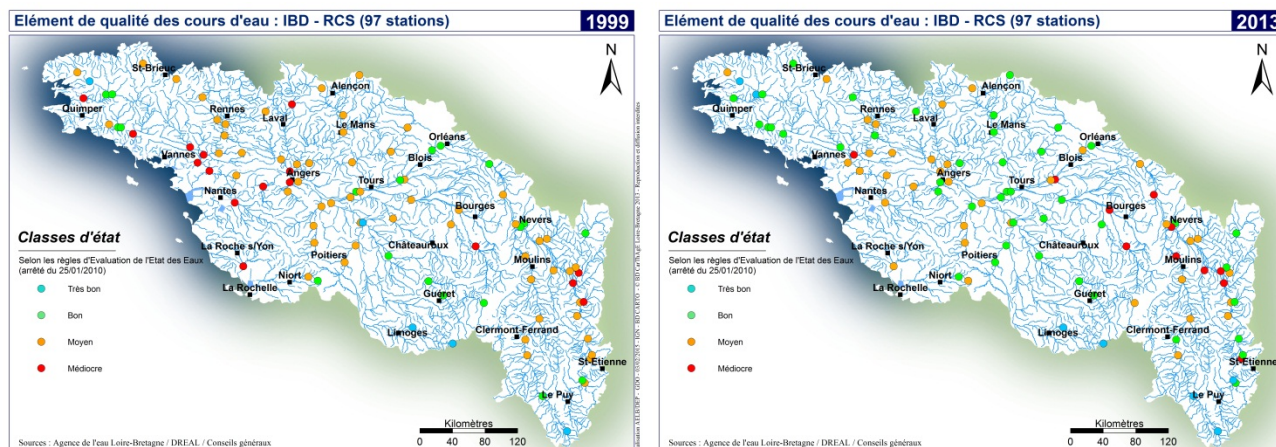 Elément de qualité des cours d'eau : IBD - RCS (97 stations) 1999
N
St-Brieuc
Alençon
Quimper
Rennes
Laval
Le Mans
Orléans
Vannes
Blois
Angers
Tours
Nantes
Bourges
Nevers
Classes d'état
Selon les règles d'Evaluation de l'Etat des Eaux
(arrêté du 25/01/2010)
La Roche s/Yon
Châteauroux
Poitiers
Moulins
Niort
Très bon
La Rochelle
Guéret
Bon
Limoges
Clermont-Ferrand
Moyen
St-Etienne
Médiocre
Le Puy
Kilomètres
0 40 80 120
Sources : Agence de l'eau Loire-Bretagne / DREAL / Conseils généraux
Elément de qualité des cours d'eau : IBD - RCS (97 stations) 2013
N
St-Brieuc
Alençon
Quimper
Rennes
Laval
Le Mans
Orléans
Vannes
Blois
Angers
Tours
Nantes
Bourges
Nevers
Classes d'état
Selon les règles d'Evaluation de l'Etat des Eaux
(arrêté du 25/01/2010)
La Roche s/Yon
Châteauroux
Poitiers
Moulins
Niort
Très bon
La Rochelle
Guéret
Bon
Limoges
Clermont-Ferrand
Moyen
St-Etienne
Médiocre
Le Puy
Kilomètres
0 40 80 120
Sources : Agence de l'eau Loire-Bretagne / DREAL / Conseils généraux